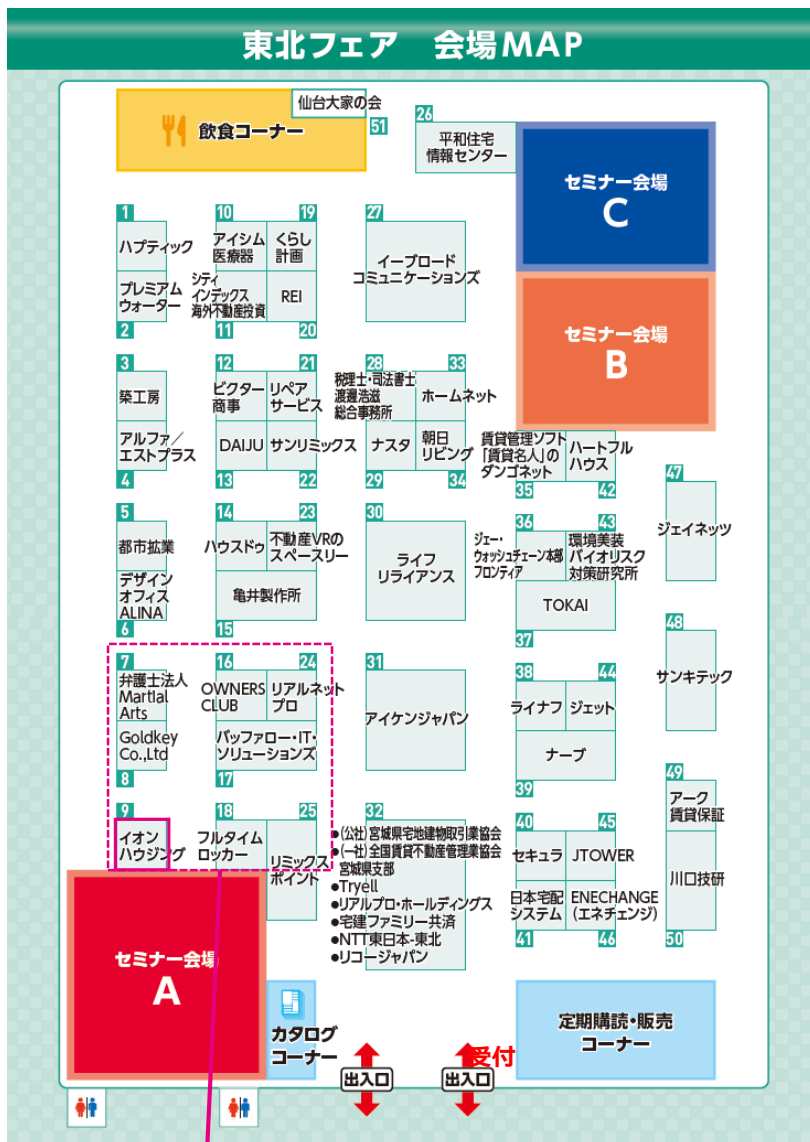 東北フェア 会場MAP
仙台大家の会
51
飲食コーナー
26
平和住宅
情報センター
セミナー会場
C
セミナー会場
B
1
ハプティック
プレミアム
ウォーター
2
10
アイシム
医療器
19
くらし
計画
シティ
インデックス
海外不動産投資
11
REI
20
27
イーブロード
コミュニケーションズ
3
築工房
アルファ／
エストプラス
4
12
ビクター
商事
21
リペア
サービス
DAIJU
13
サンリミックス
22
28
税理士・司法書士
渡邊浩滋
総合事務所
33
ホームネット
ナスタ
29
朝日
リビング
34
賃貸管理ソフト
「賃貸名人」の
ダンゴネット
35
ハートフル
ハウス
42
47
ジェイネッツ
5
都市拡業
デザイン
オフィス
ALINA
6
14
ハウスドゥ
23
不動産VRの
スペースリー
亀井製作所
15
30
ライフ
リライアンス
36
ジェー・
ウォッシュチェーン本部
フロンティア
43
環境美装
バイオリスク
対策研究所
TOKAI
37
48
サンキテック
7
弁護士法人
Martial
Arts
Goldkey
Co.,Ltd
8
16
OWNERS
CLUB
24
リアルネット
プロ
バッファロー・IT・
ソリューションズ
17
31
アイケンジャパン
38
ライナフ
44
ジェット
ナーブ
39
49
アーク
賃貸保証
川口技研
50
9
イオン
ハウジング
18
フルタイム
ロッカー
25
リミックス
ポイント
32
●(公社)宮城県宅地建物取引業協会
●(一社)全国賃貸不動産管理業協会
宮城県支部
●Tryell
●リアルプロ・ホールディングス
●宅建ファミリー共済
●NTT東日本-東北
●リコージャパン
40
セキュラ
45
JTOWER
日本宅配
システム
41
ENECHANGE
(エネチェンジ)
46
セミナー会場
A
カタログ
コーナー
定期購読・販売
コーナー
受付
出入口
出入口